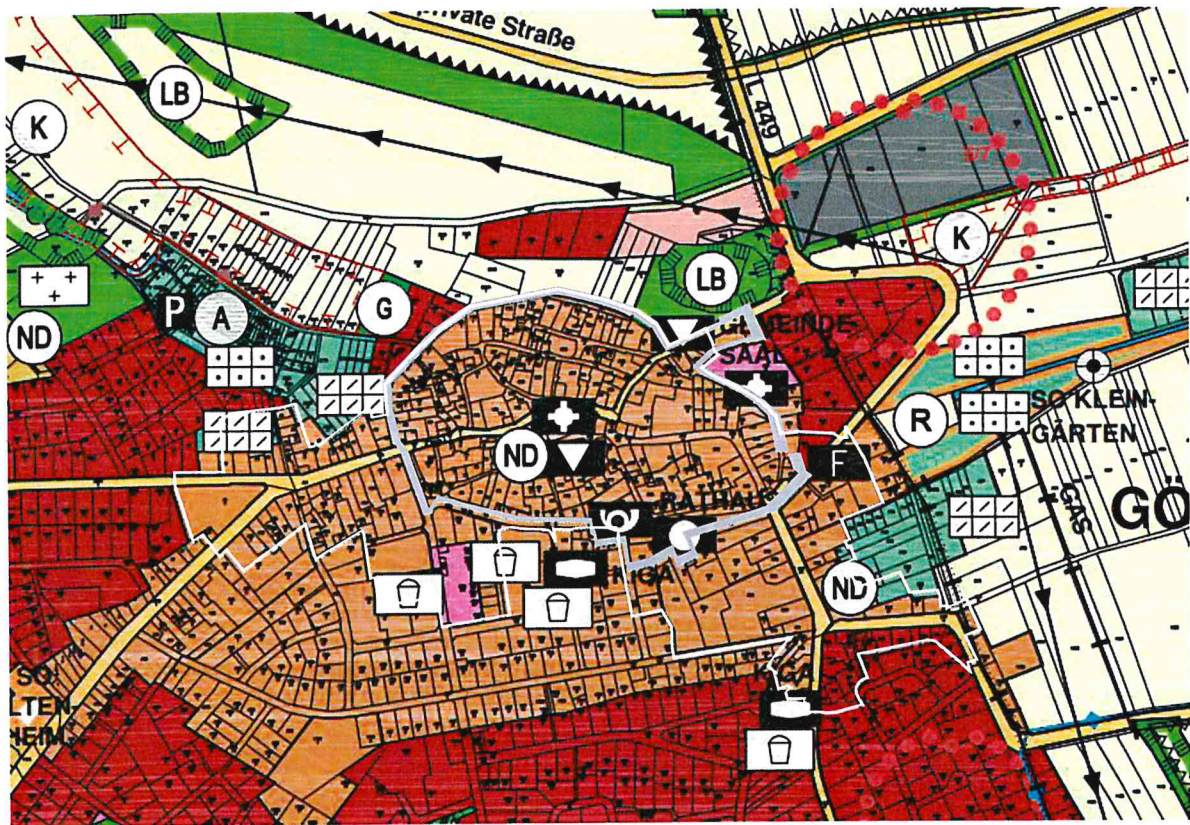 private Straße
L 449
LB
K
K
LB
G
P
A
ND
GEMEINDE-
SAAL
SO KLEIN-
GÄRTEN
R
F
ND
RATHAUS
GAS
GÖ
KIGA
ND
SO
LTEN
HEIM